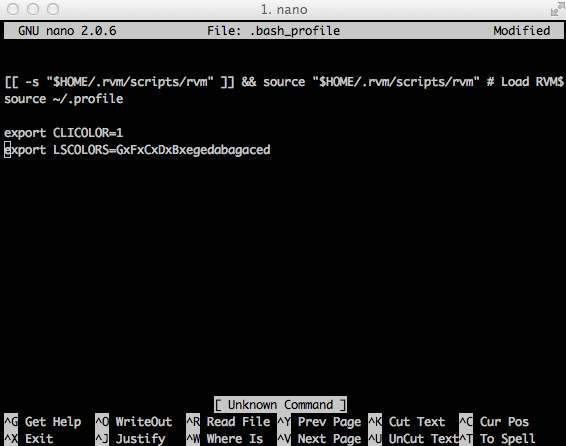 1. nano
GNU nano 2.0.6 File: .bash_profile Modified
[[ -s "$HOME/.rvm/scripts/rvm" ]] && source "$HOME/.rvm/scripts/rvm" # Load RVM$
source ~/.profile
export CLICOLOR=1
export LSCOLORS=GxFxCxDxBxegedabagaced
[ Unknown Command ]
^G Get Help ^O WriteOut ^R Read File ^Y Prev Page ^K Cut Text ^C Cur Pos
^X Exit ^J Justify ^W Where Is ^V Next Page ^U UnCut Text ^T To Spell